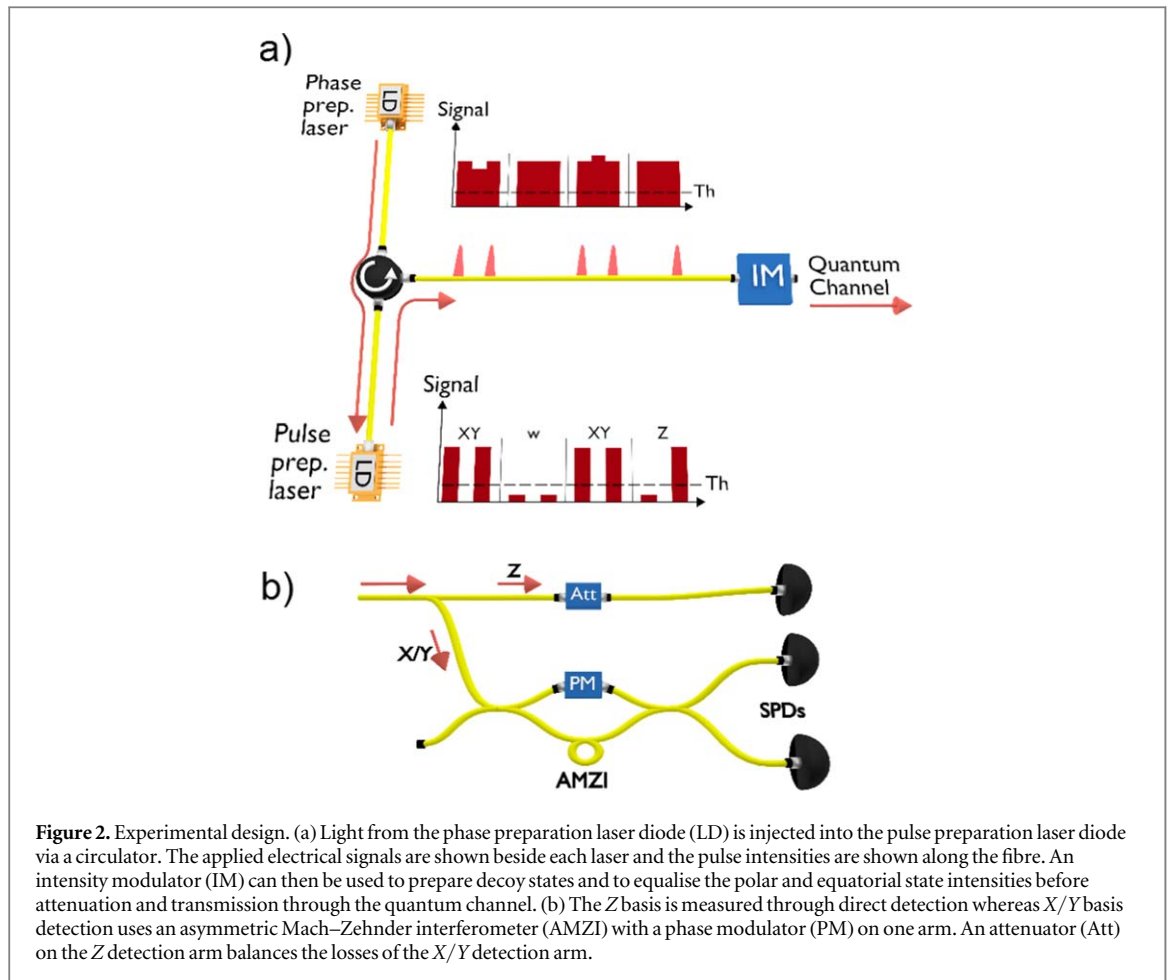 a)
Phase
prep.
laser
LD
Signal
Th
IM
Quantum
Channel
Signal
XY
w
XY
Z
Th
Pulse
prep.
laser
LD
b)
Z
Att
X/Y
PM
SPDs
AMZI
Figure 2. Experimental design. (a) Light from the phase preparation laser diode (LD) is injected into the pulse preparation laser diode
via a circulator. The applied electrical signals are shown beside each laser and the pulse intensities are shown along the fibre. An
intensity modulator (IM) can then be used to prepare decoy states and to equalise the polar and equatorial state intensities before
attenuation and transmission through the quantum channel. (b) The Z basis is measured through direct detection whereas X/Y basis
detection uses an asymmetric Mach–Zehnder interferometer (AMZI) with a phase modulator (PM) on one arm. An attenuator (Att)
on the Z detection arm balances the losses of the X/Y detection arm.